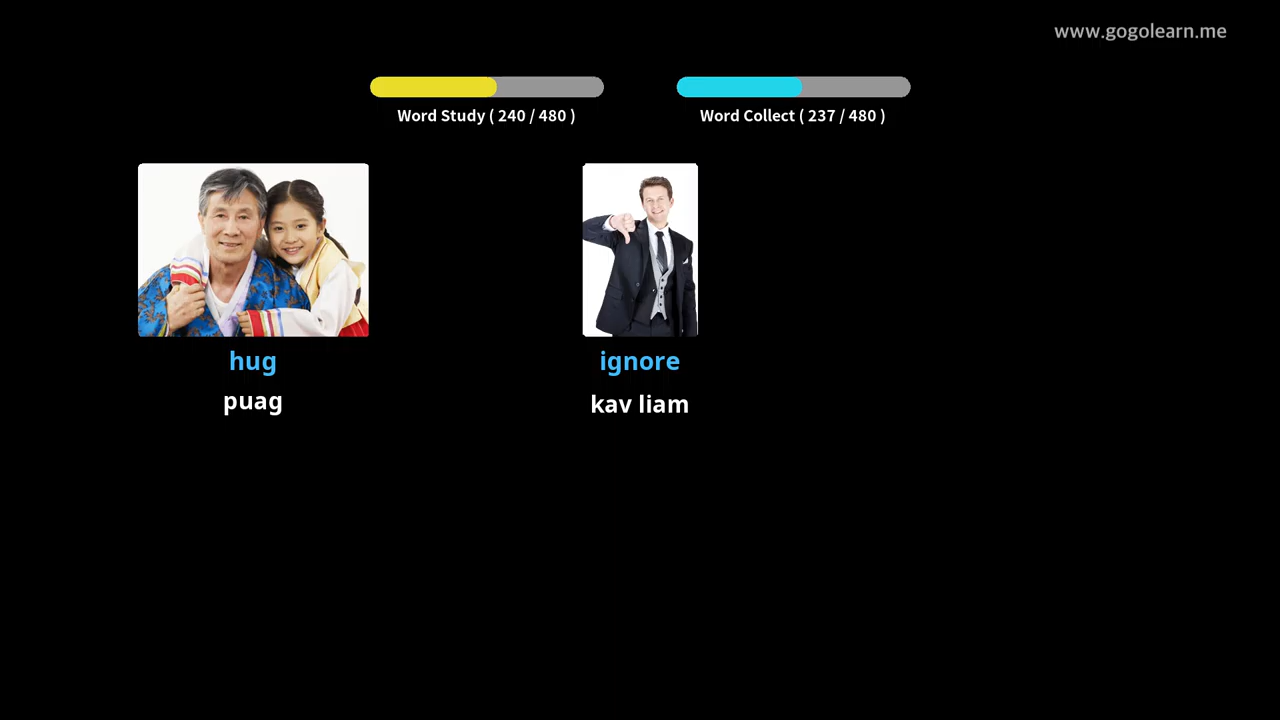 www.gogolearn.me
Word Study ( 240 / 480 )
Word Collect ( 237 / 480 )
hug
puag
ignore
kav liam